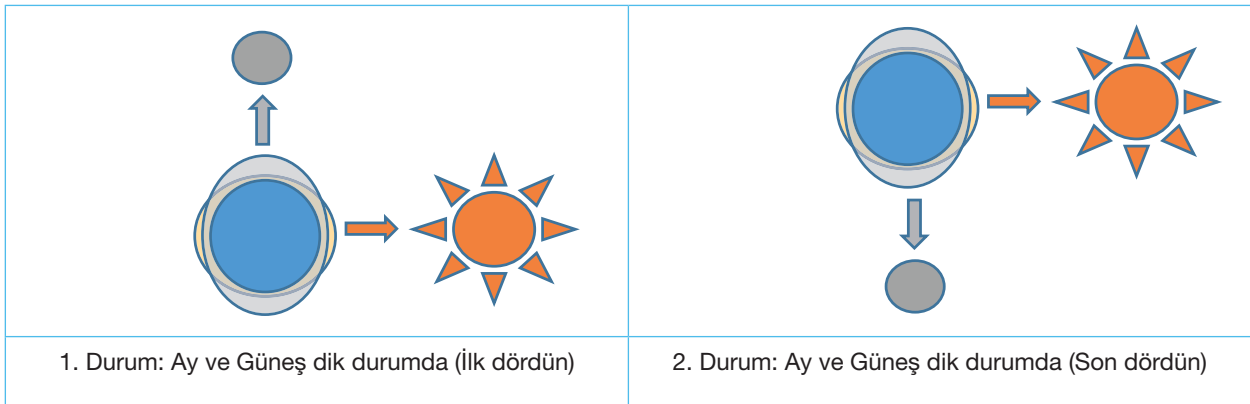 1. Durum: Ay ve Güneş dik durumda (İlk dördün)
2. Durum: Ay ve Güneş dik durumda (Son dördün)